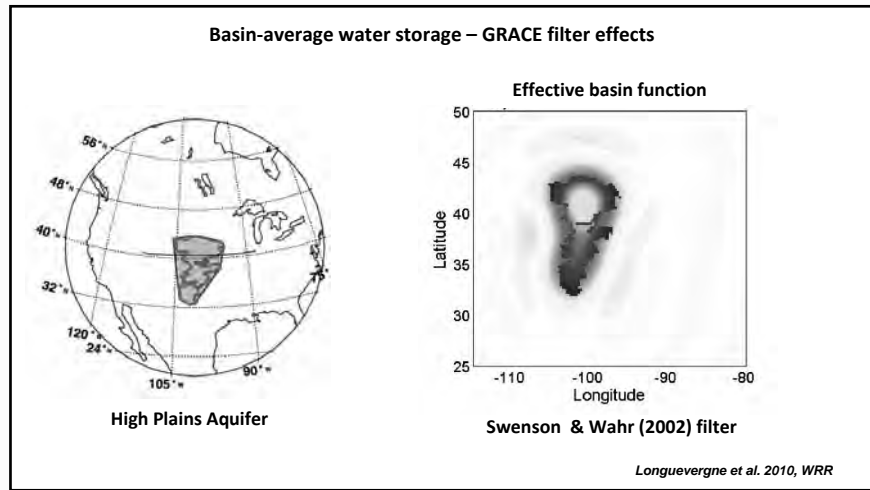 Basin-average water storage – GRACE filter effects
Effective basin function
56°N
48°N
40°N
32°N
120°
24°N
105°W
90°W
75°
High Plains Aquifer
50
45
40
35
30
25
Latitude
-110
-100
-90
-80
Longitude
Swenson & Wahr (2002) filter
Longuevergne et al. 2010, WRR